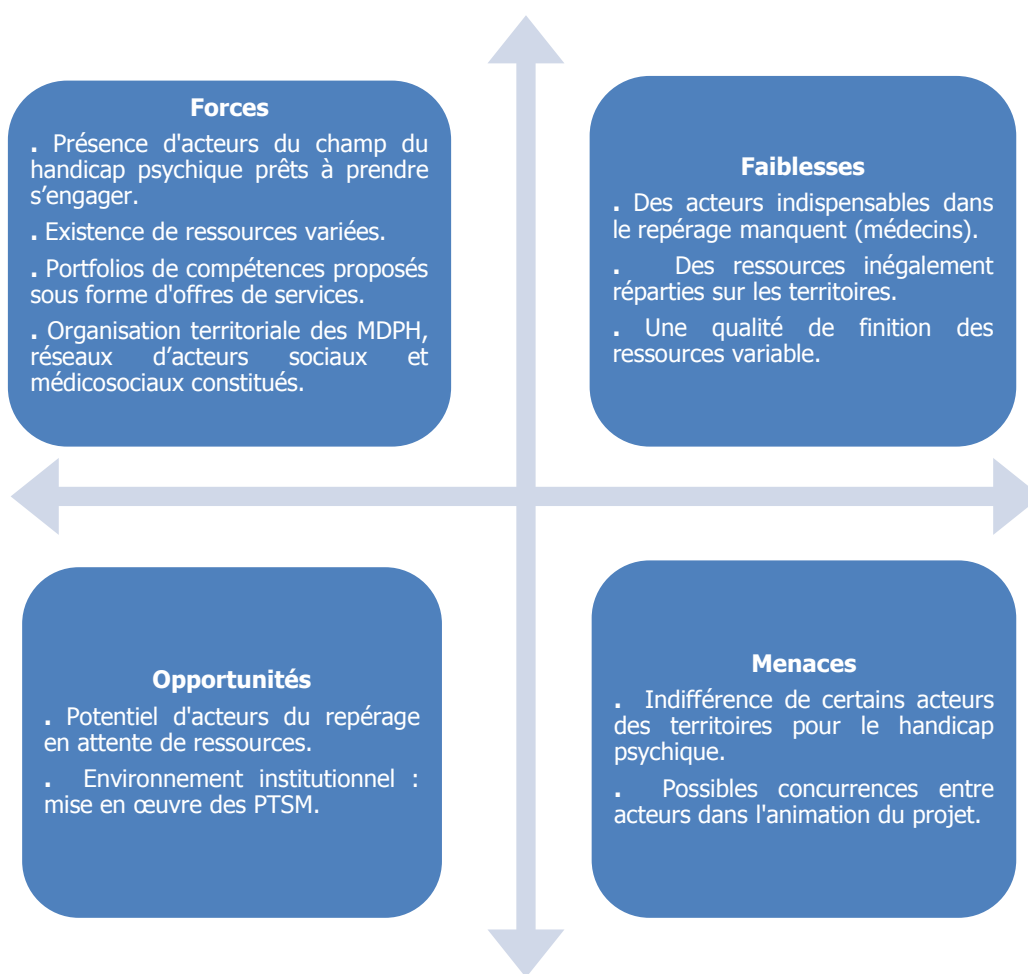 Forces
. Présence d'acteurs du champ du
handicap psychique prêts à prendre
s’engager.
. Existence de ressources variées.
. Portfolios de compétences proposés
sous forme d'offres de services.
. Organisation territoriale des MDPH,
réseaux d’acteurs sociaux et
médicosociaux constitués.
Faiblesses
. Des acteurs indispensables dans
le repérage manquent (médecins).
. Des ressources inégalement
réparties sur les territoires.
. Une qualité de finition des
ressources variable.
Opportunités
. Potentiel d'acteurs du repérage
en attente de ressources.
. Environnement institutionnel :
mise en œuvre des PTSM.
Menaces
. Indifférence de certains acteurs
des territoires pour le handicap
psychique.
. Possibles concurrences entre
acteurs dans l'animation du projet.